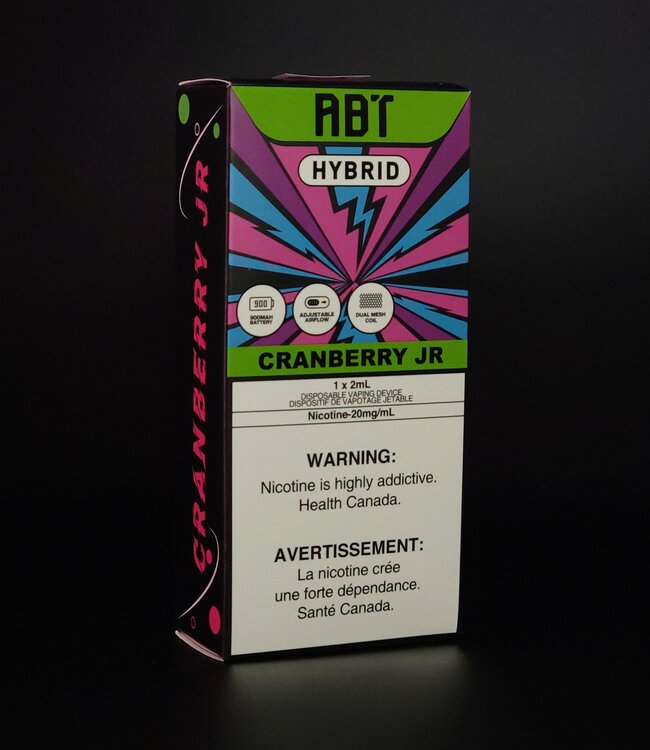 ABT
HYBRID
900
900MAH
BATTERY
ADJUSTABLE
AIRFLOW
DUAL MESH
COIL
CRANBERRY JR
1 x 2mL
DISPOSABLE VAPING DEVICE
DISPOSITIF DE VAPOTAGE JETABLE
Nicotine-20mg/mL
WARNING:
Nicotine is highly addictive.
Health Canada.
AVERTISSEMENT:
La nicotine crée
une forte dépendance.
Santé Canada.
CRANBERRY JR